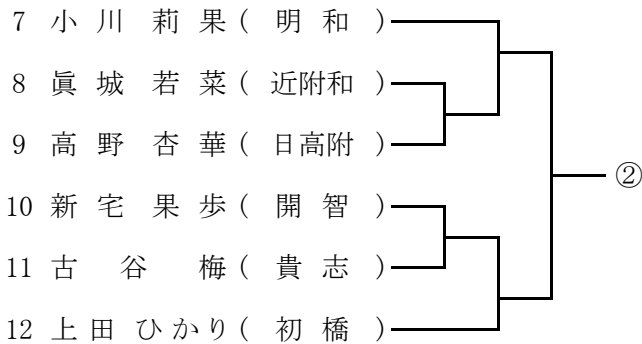 7 小川莉果(明和)
8 眞城若菜(近附和)
9 高野杏華(日高附)
②
10 新宅果歩(開智)
11 古谷梅(貴志)
12 上田ひかり(初橋)